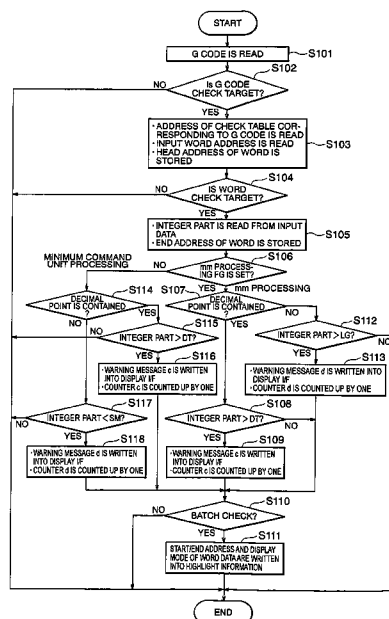 START
G CODE IS READ
S101
S102
NO
Is G CODE
CHECK TARGET?
YES
• ADDRESS OF CHECK TABLE COR-
RESPONDING TO G CODE IS READ
• INPUT WORD ADDRESS IS READ
• HEAD ADDRESS OF WORD IS
STORED
S103
S104
NO
IS WORD
CHECK TARGET?
YES
• INTEGER PART IS READ FROM INPUT
DATA
• END ADDRESS OF WORD IS STORED
S105
S106
NO
mm PROCESS-
ING FG IS SET?
YES
MINIMUM COMMAND
UNIT PROCESSING
mm PROCESSING
S114
DECIMAL
POINT IS CONTAINED
?
NO
YES
S107
DECIMAL
POINT IS CONTAINED
?
NO
YES
S115
INTEGER PART > DT?
NO
YES
S112
INTEGER PART>LG?
NO
YES
S116
• WARNING MESSAGE c IS WRITTEN
INTO DISPLAY I/F
• COUNTER c IS COUNTED UP BY ONE
S113
• WARNING MESSAGE d IS WRITTEN INTO
DISPLAY I/F
• COUNTER d IS COUNTED UP BY ONE
S117
INTEGER PART < SM?
NO
YES
S108
INTEGER PART>DT?
NO
YES
S118
• WARNING MESSAGE d IS WRITTEN
INTO DISPLAY I/F
• COUNTER d IS COUNTED UP BY ONE
S109
• WARNING MESSAGE c IS WRITTEN
INTO DISPLAY I/F
• COUNTER c IS COUNTED UP BY ONE
S110
NO
BATCH CHECK?
YES
S111
START/END ADDRESS AND DISPLAY
MODE OF WORD DATA ARE WRITTEN
INTO HIGHLIGHT INFORMATION
END